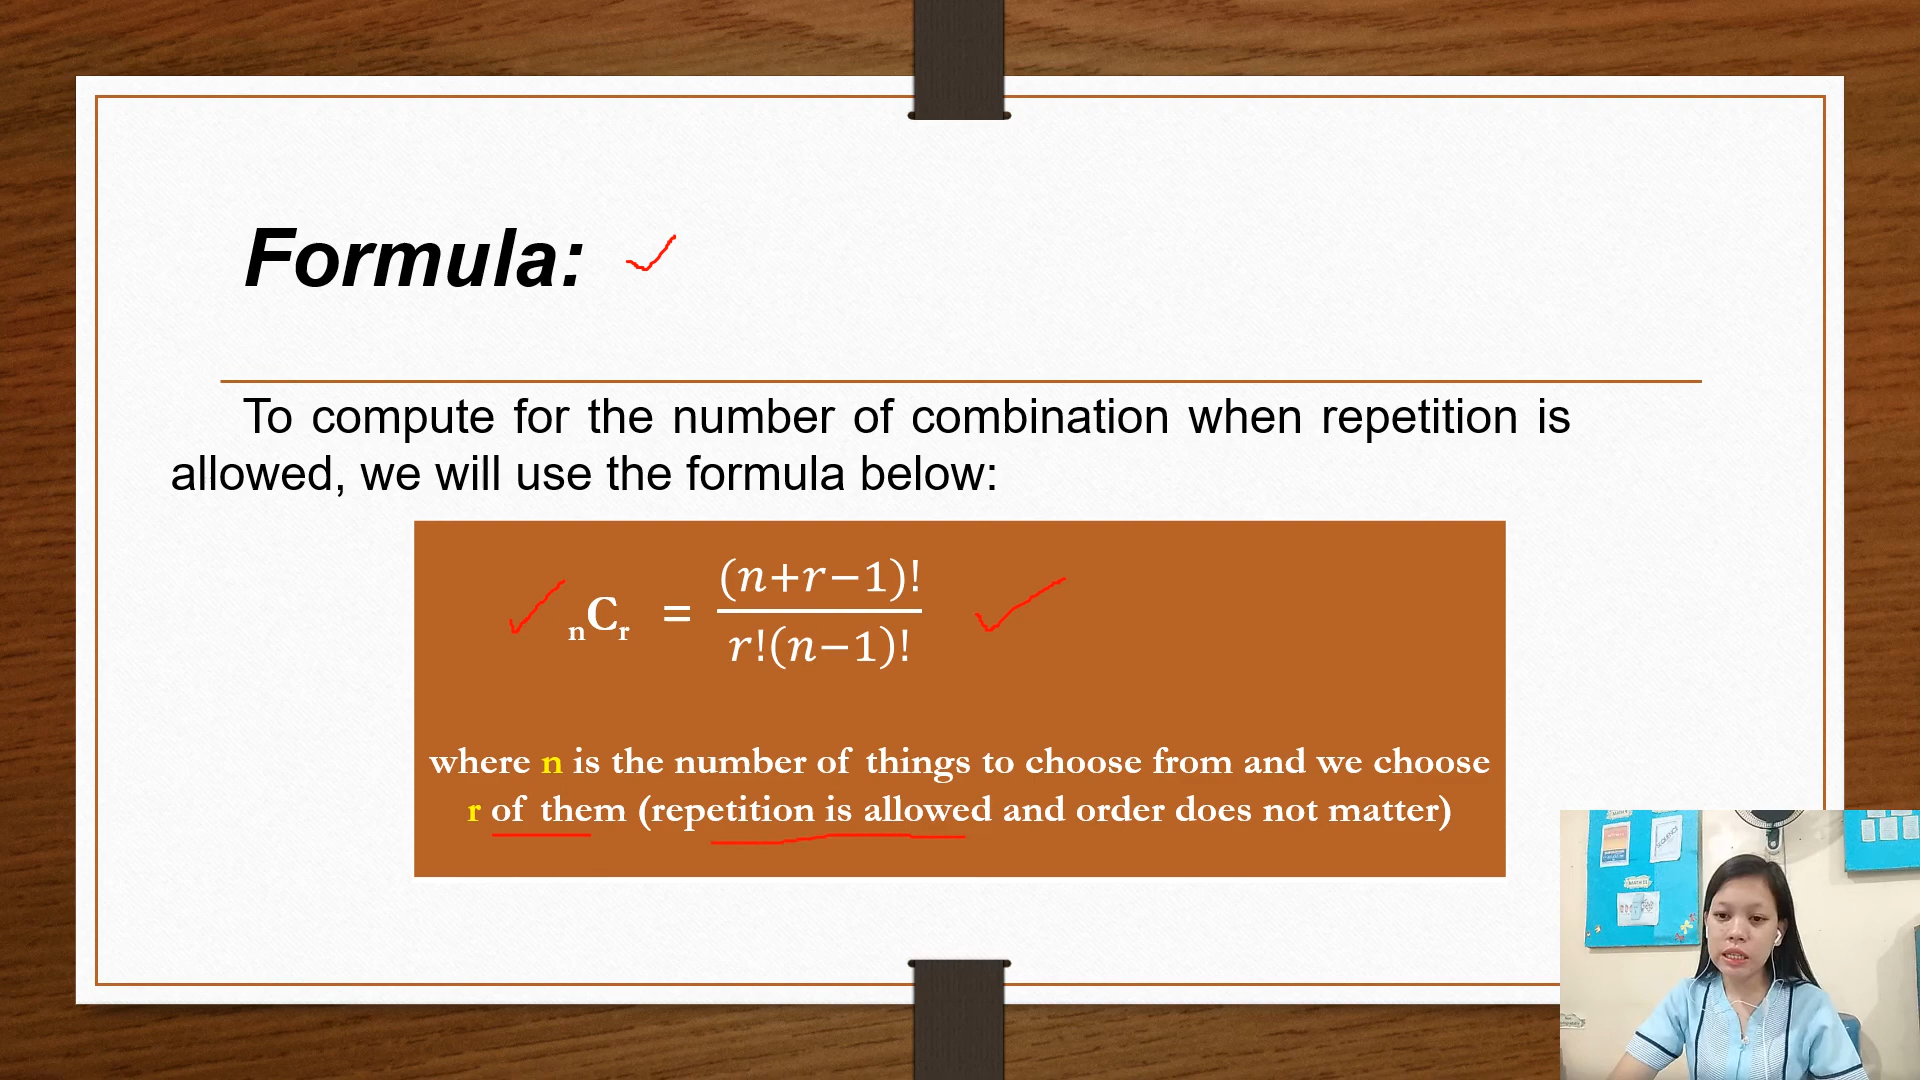 Formula:
To compute for the number of combination when repetition is
allowed, we will use the formula below:
nCr = (n+r−1)! / r!(n−1)!
where n is the number of things to choose from and we choose
r of them (repetition is allowed and order does not matter)